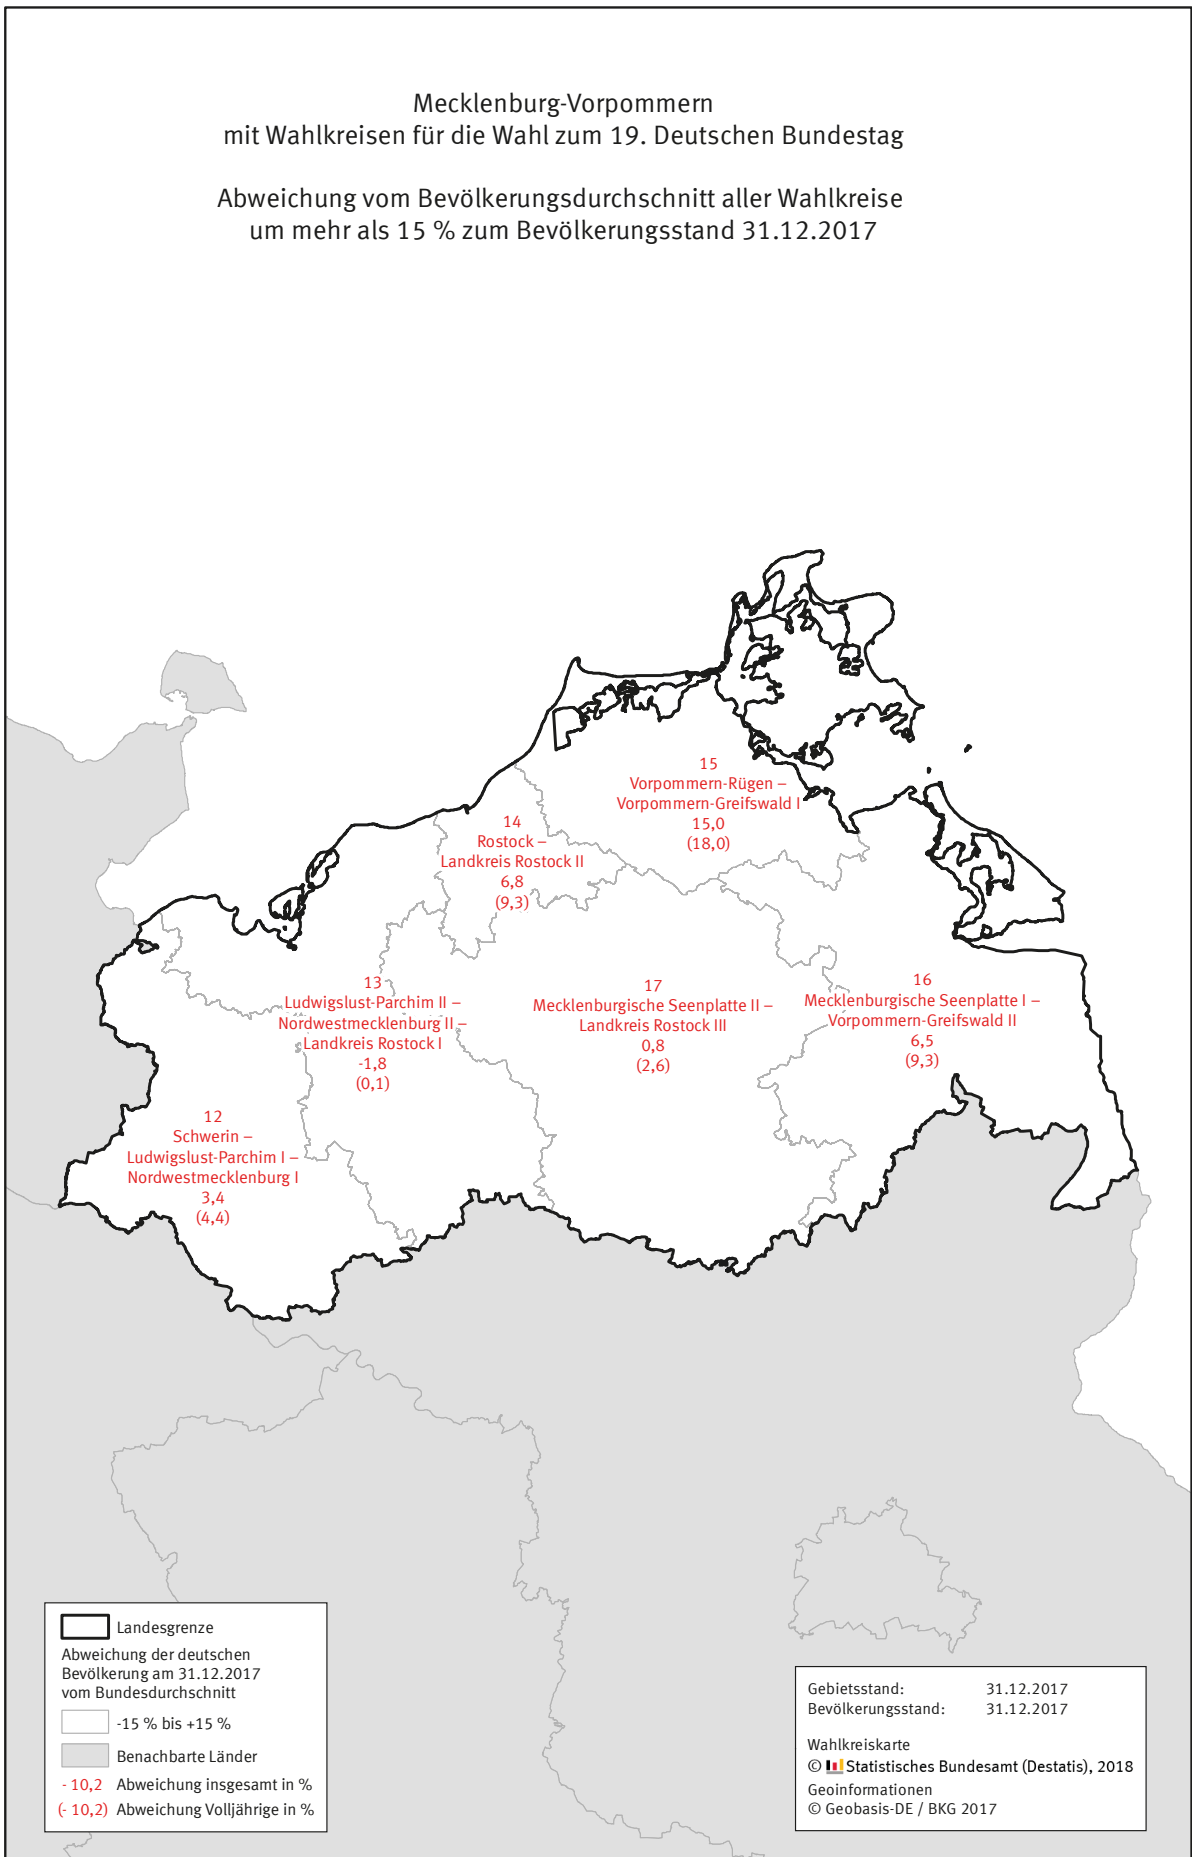 Mecklenburg-Vorpommern
mit Wahlkreisen für die Wahl zum 19. Deutschen Bundestag
Abweichung vom Bevölkerungsdurchschnitt aller Wahlkreise
um mehr als 15 % zum Bevölkerungsstand 31.12.2017
15
Vorpommern-Rügen –
Vorpommern-Greifswald I
15,0
(18,0)
14
Rostock –
Landkreis Rostock II
6,8
(9,3)
13
Ludwigslust-Parchim II –
Nordwestmecklenburg II –
Landkreis Rostock I
-1,8
(0,1)
17
Mecklenburgische Seenplatte II –
Landkreis Rostock III
0,8
(2,6)
16
Mecklenburgische Seenplatte I –
Vorpommern-Greifswald II
6,5
(9,3)
12
Schwerin –
Ludwigslust-Parchim I –
Nordwestmecklenburg I
3,4
(4,4)
Landesgrenze
Abweichung der deutschen
Bevölkerung am 31.12.2017
vom Bundesdurchschnitt
-15 % bis +15 %
Benachbarte Länder
- 10,2 Abweichung insgesamt in %
(- 10,2) Abweichung Volljährige in %
Gebietsstand: 31.12.2017
Bevölkerungsstand: 31.12.2017
Wahlkreiskarte
© Statistisches Bundesamt (Destatis), 2018
Geoinformationen
© Geobasis-DE / BKG 2017